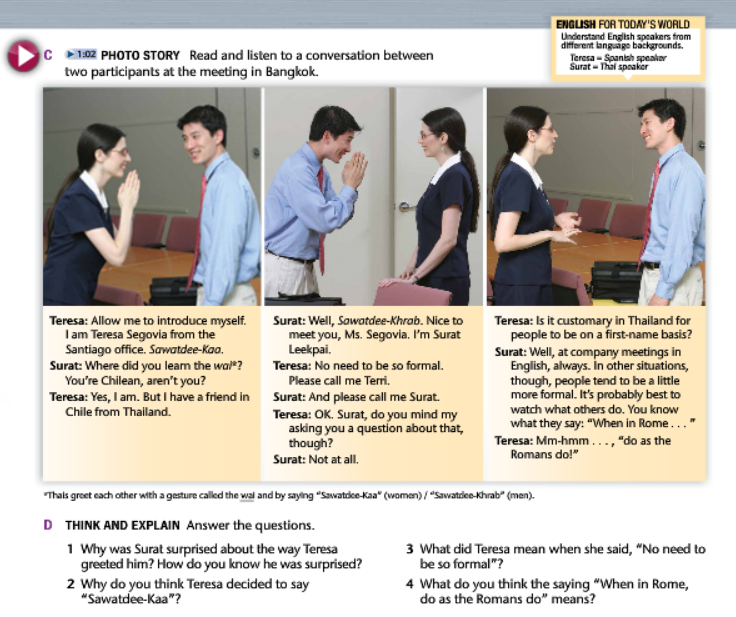 ENGLISH FOR TODAY'S WORLD
Understand English speakers from
different language backgrounds.
Teresa = Spanish speaker
Surat = Thai speaker
C 1:02 PHOTO STORY Read and listen to a conversation between
two participants at the meeting in Bangkok.
Teresa: Allow me to introduce myself.
I am Teresa Segovia from the
Santiago office. Sawatdee-Kaa.
Surat: Where did you learn the wai*?
You're Chilean, aren't you?
Teresa: Yes, I am. But I have a friend in
Chile from Thailand.
Surat: Well, Sawatdee-Khrab. Nice to
meet you, Ms. Segovia. I'm Surat
Leekpai.
Teresa: No need to be so formal.
Please call me Terri.
Surat: And please call me Surat.
Teresa: OK. Surat, do you mind my
asking you a question about that,
though?
Surat: Not at all.
Teresa: Is it customary in Thailand for
people to be on a first-name basis?
Surat: Well, at company meetings in
English, always. In other situations,
though, people tend to be a little
more formal. It's probably best to
watch what others do. You know
what they say: "When in Rome . . . "
Teresa: Mm-hmm . . . , "do as the
Romans do!"
*Thais greet each other with a gesture called the wai and by saying "Sawatdee-Kaa" (women) / "Sawatdee-Khrab" (men).
D THINK AND EXPLAIN Answer the questions.
1 Why was Surat surprised about the way Teresa
greeted him? How do you know he was surprised?
2 Why do you think Teresa decided to say
"Sawatdee-Kaa"?
3 What did Teresa mean when she said, "No need to
be so formal"?
4 What do you think the saying "When in Rome,
do as the Romans do" means?